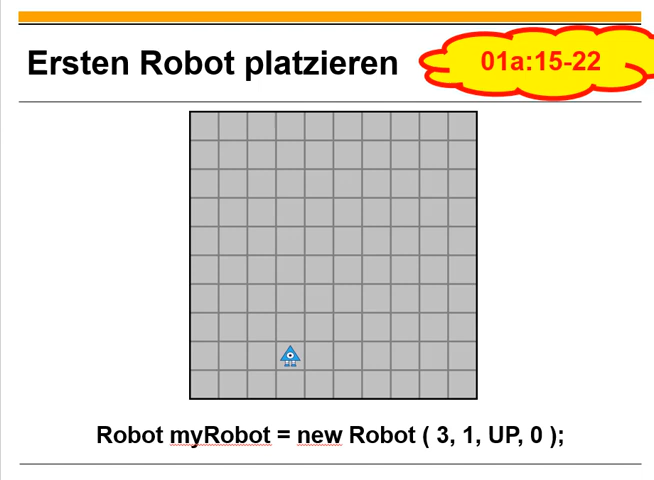 Ersten Robot platzieren
01a:15-22
Robot myRobot = new Robot ( 3, 1, UP, 0 );